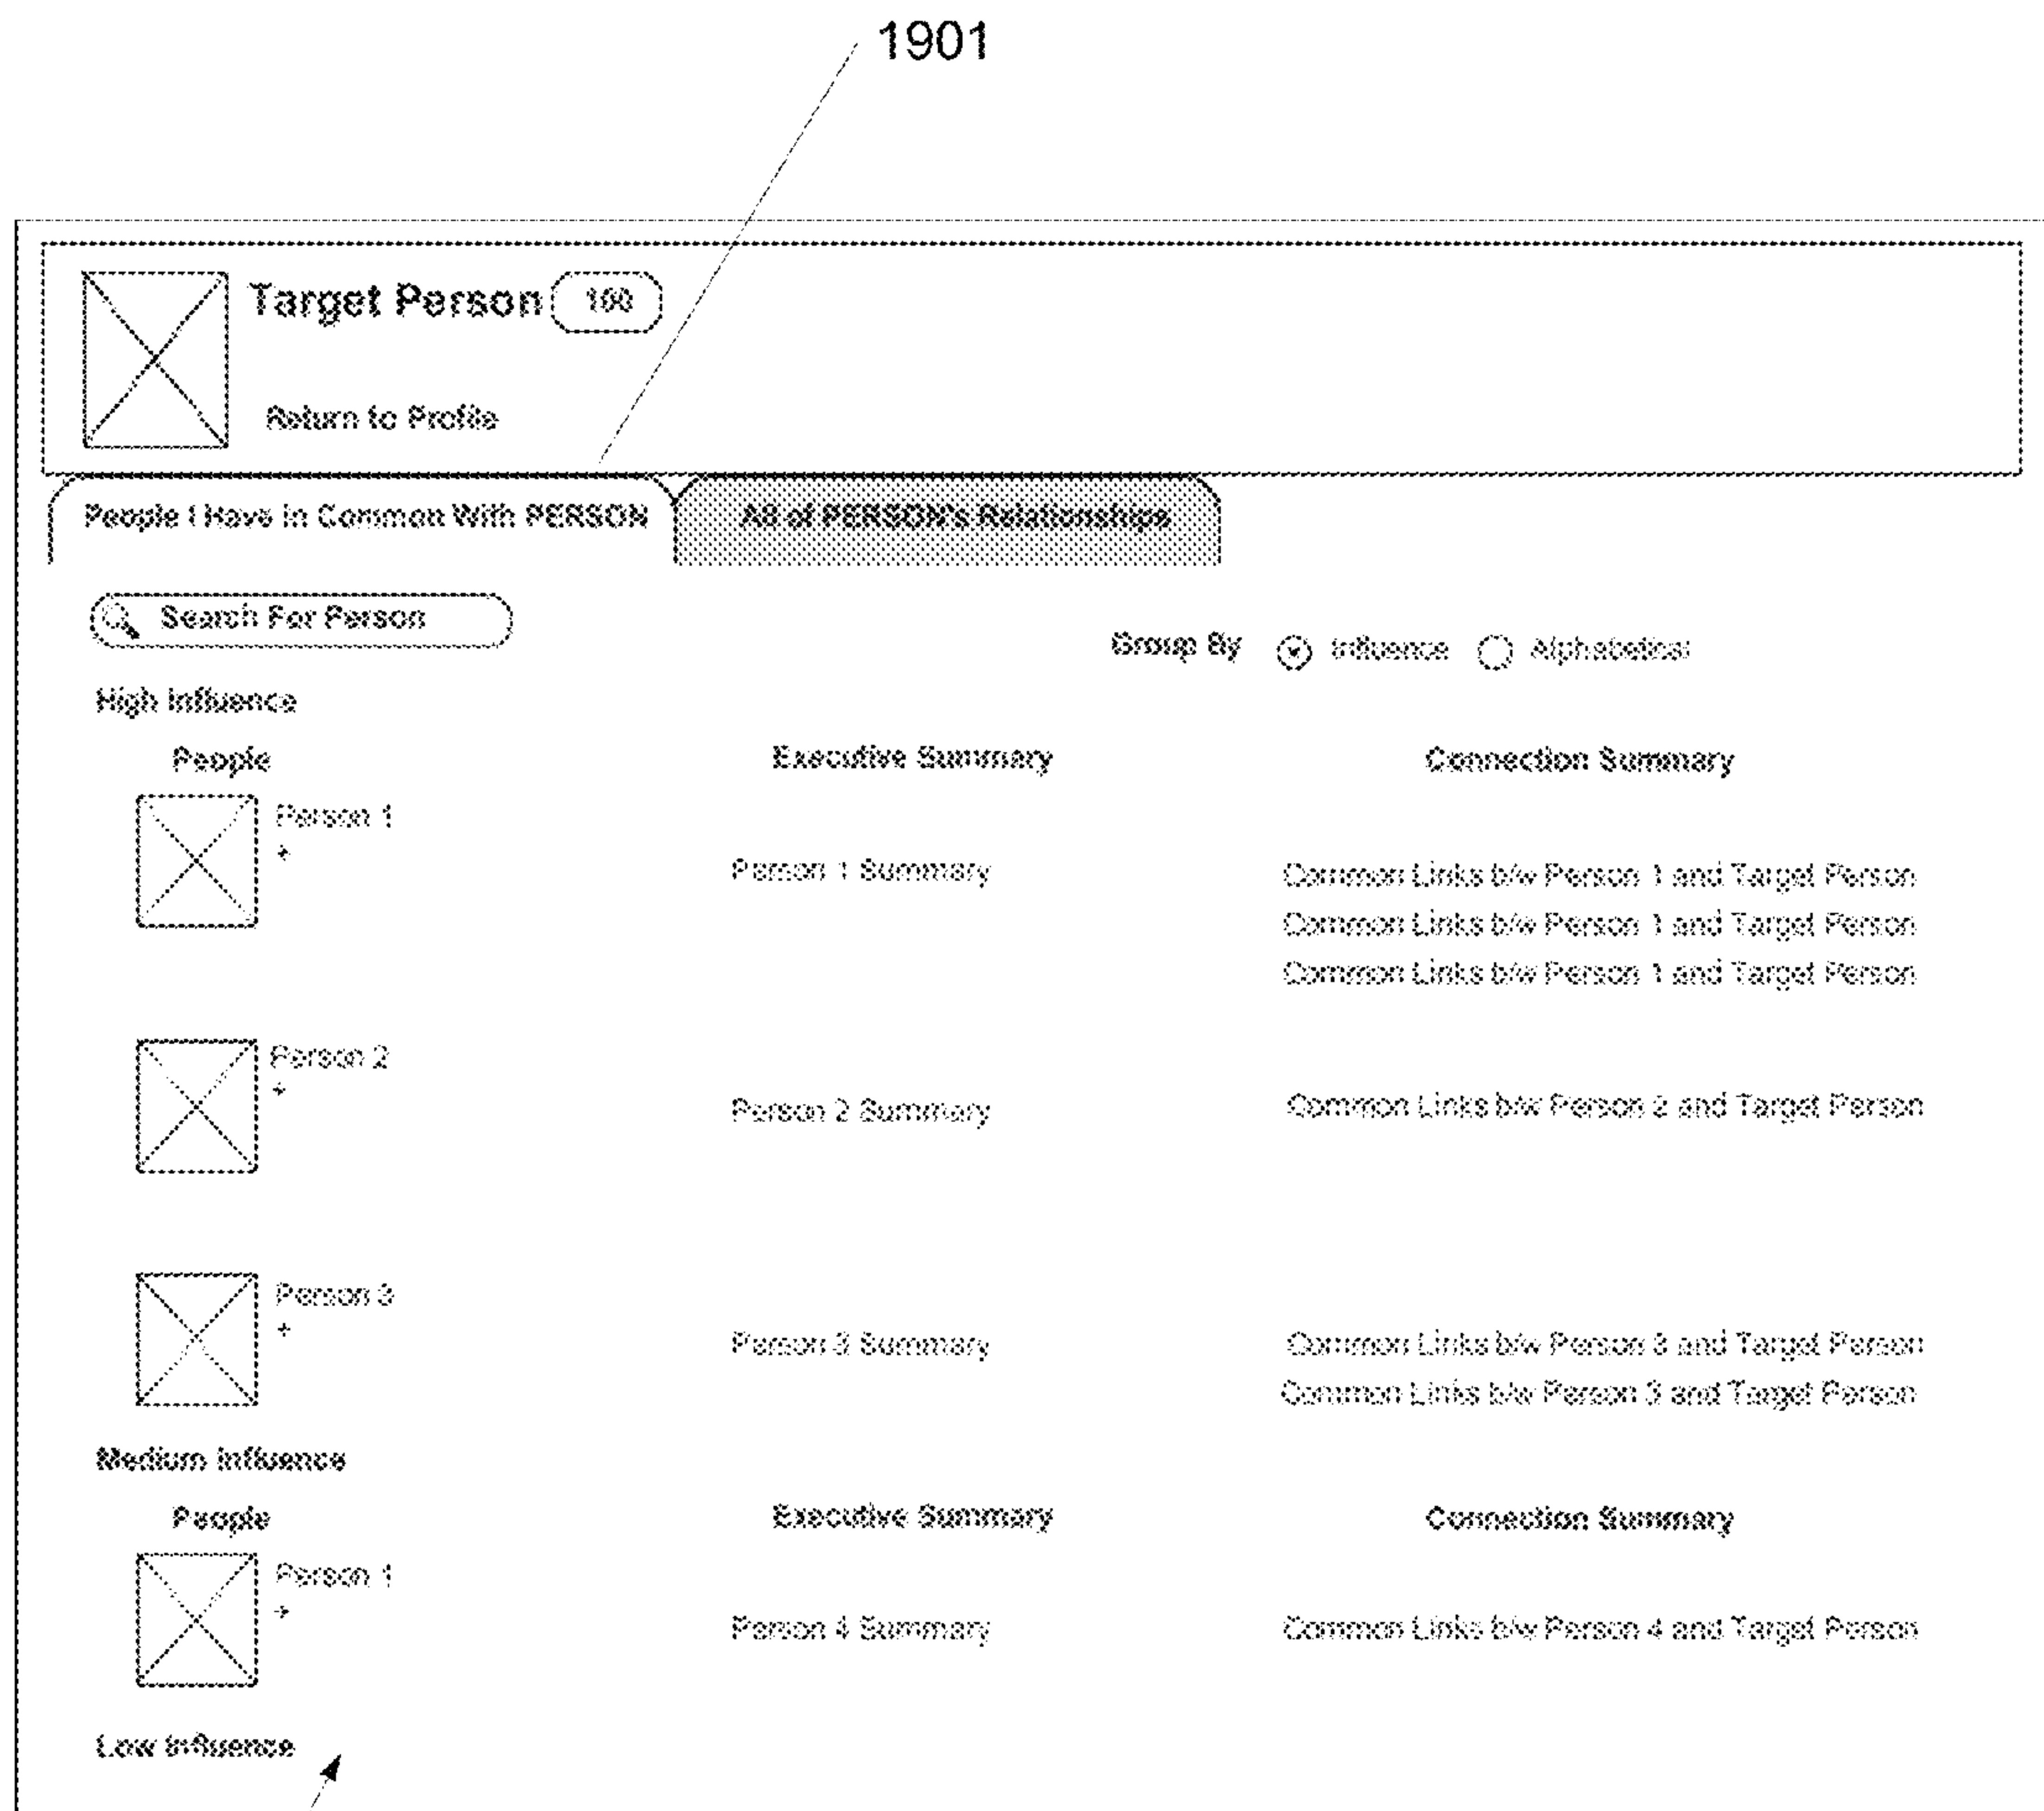 1901
Target Person 100
Return to Profile
People I Have in Common With PERSON
All of PERSON's Relationships
Search For Person
Group By Influence Alphabetical
High Influence
People Executive Summary Connection Summary
Person 1
+
Person 1 Summary
Common Links b/w Person 1 and Target Person
Common Links b/w Person 1 and Target Person
Common Links b/w Person 1 and Target Person
Person 2
+
Person 2 Summary
Common Links b/w Person 2 and Target Person
Person 3
+
Person 3 Summary
Common Links b/w Person 3 and Target Person
Common Links b/w Person 3 and Target Person
Medium Influence
People Executive Summary Connection Summary
Person 1
+
Person 4 Summary
Common Links b/w Person 4 and Target Person
Low Influence